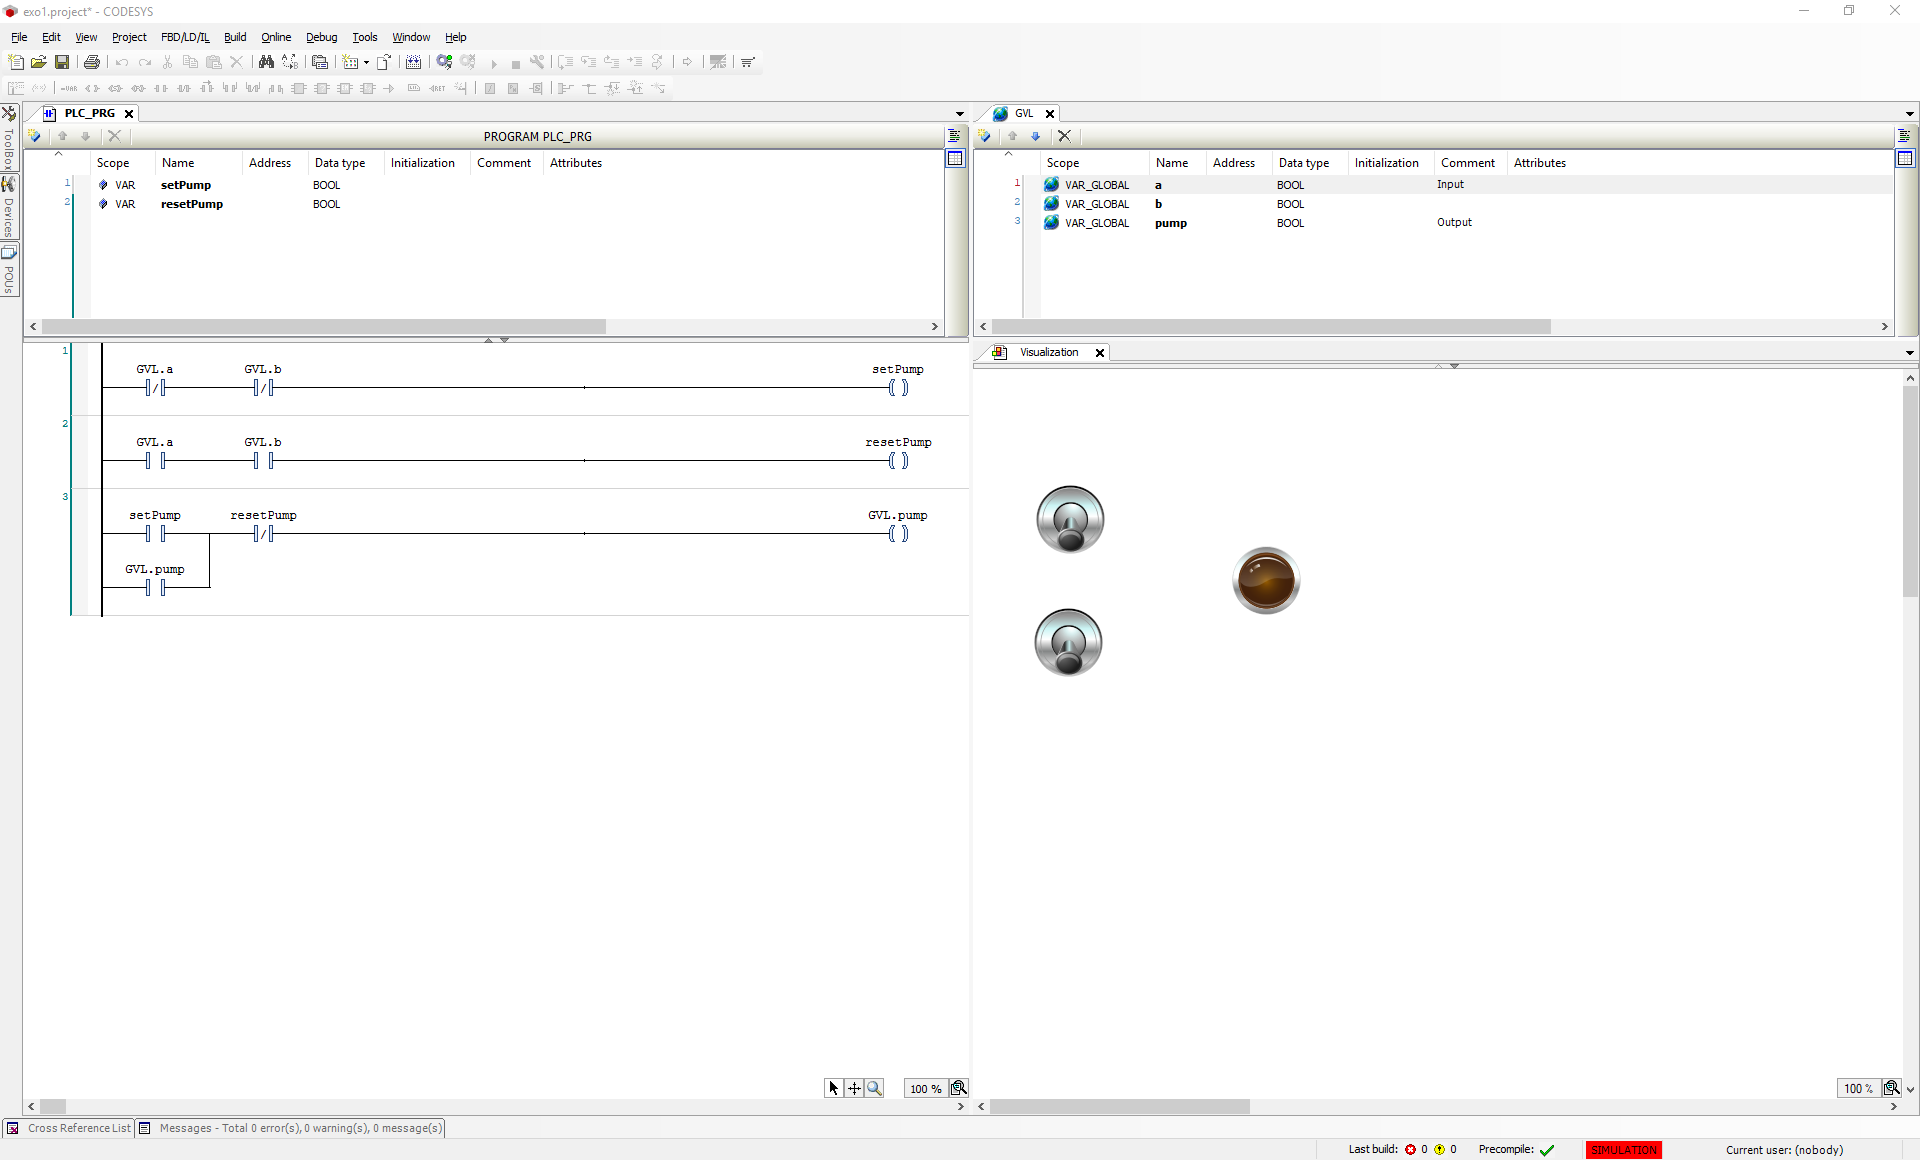 exo1.project* - CODESYS
File Edit View Project FBD/LD/IL Build Online Debug Tools Window Help
ToolBox
Devices
POUs
PLC_PRG
PROGRAM PLC_PRG
Scope Name Address Data type Initialization Comment Attributes
1 VAR setPump BOOL
2 VAR resetPump BOOL
1
GVL.a GVL.b setPump
2
GVL.a GVL.b resetPump
3
setPump resetPump GVL.pump
GVL.pump
100 %
GVL
Scope Name Address Data type Initialization Comment Attributes
1 VAR_GLOBAL a BOOL Input
2 VAR_GLOBAL b BOOL
3 VAR_GLOBAL pump BOOL Output
Visualization
100 %
Cross Reference List
Messages - Total 0 error(s), 0 warning(s), 0 message(s)
Last build: 0 0 Precompile: SIMULATION Current user: (nobody)